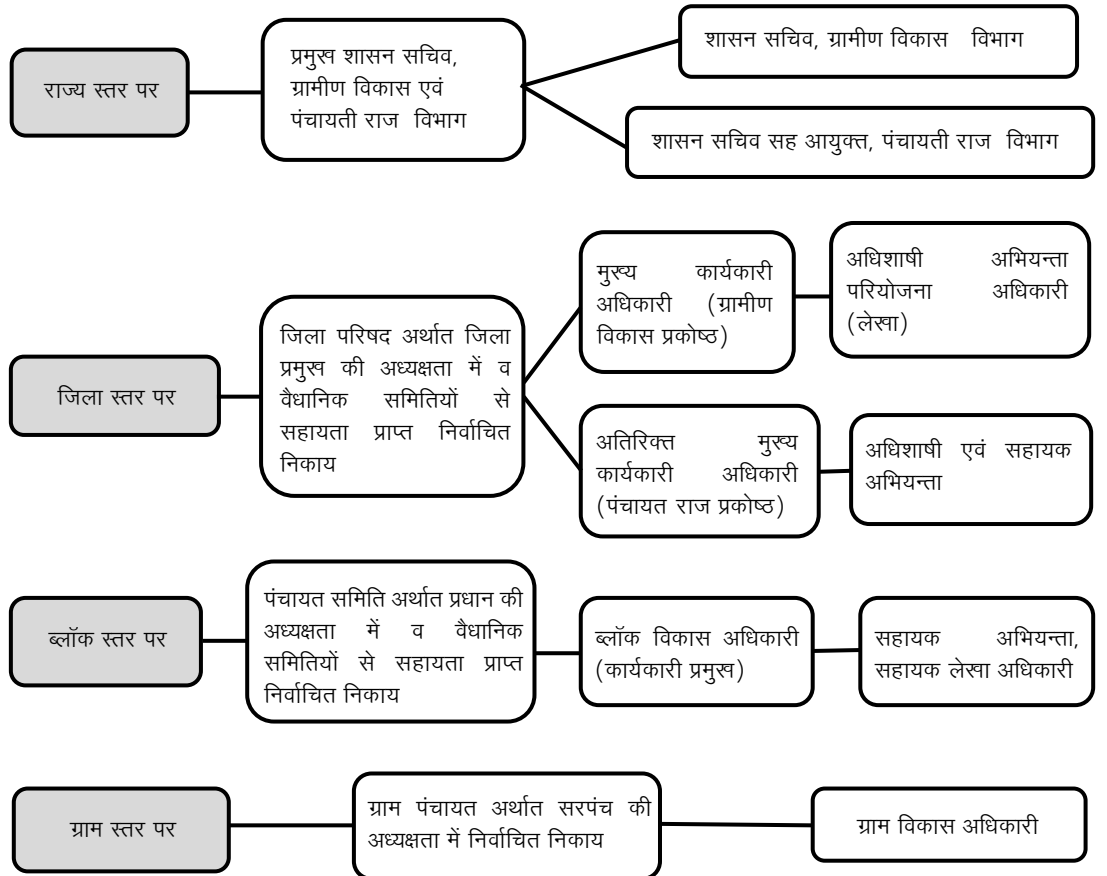 राज्य स्तर पर
प्रमुख शासन सचिव,
ग्रामीण विकास एवं
पंचायती राज विभाग
शासन सचिव, ग्रामीण विकास विभाग
शासन सचिव सह आयुक्त, पंचायती राज विभाग
जिला स्तर पर
जिला परिषद अर्थात जिला
प्रमुख की अध्यक्षता में व
वैधानिक समितियों से
सहायता प्राप्त निर्वाचित
निकाय
मुख्य कार्यकारी
अधिकारी (ग्रामीण
विकास प्रकोष्ठ)
अधिशाषी अभियन्ता
परियोजना अधिकारी
(लेखा)
अतिरिक्त मुख्य
कार्यकारी अधिकारी
(पंचायत राज प्रकोष्ठ)
अधिशाषी एवं सहायक
अभियन्ता
ब्लॉक स्तर पर
पंचायत समिति अर्थात प्रधान की
अध्यक्षता में व वैधानिक
समितियों से सहायता प्राप्त
निर्वाचित निकाय
ब्लॉक विकास अधिकारी
(कार्यकारी प्रमुख)
सहायक अभियन्ता,
सहायक लेखा अधिकारी
ग्राम स्तर पर
ग्राम पंचायत अर्थात सरपंच की
अध्यक्षता में निर्वाचित निकाय
ग्राम विकास अधिकारी